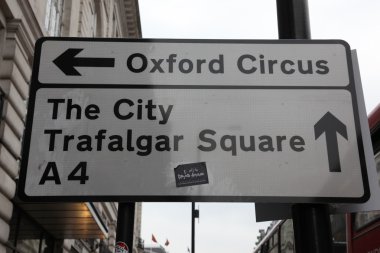 Oxford Circus
The City
Trafalgar Square
A4